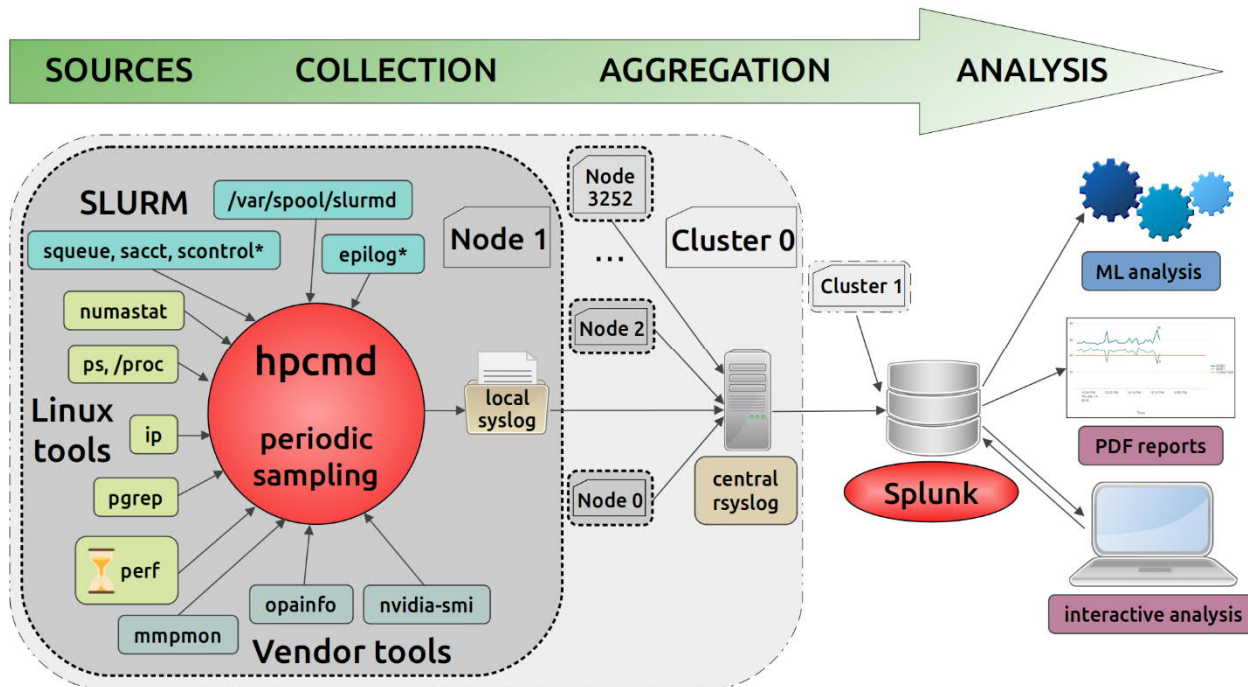 SOURCES
COLLECTION
AGGREGATION
ANALYSIS
SLURM
/var/spool/slurmd
squeue, sacct, scontrol*
epilog*
Node 1
numastat
ps, /proc
Linux
tools
ip
pgrep
perf
mmpmon
opainfo
nvidia-smi
Vendor tools
hpcmd
periodic
sampling
local
syslog
Node
3252
...
Node 2
Node 0
Cluster 0
central
rsyslog
Cluster 1
Splunk
ML analysis
Time
PDF reports
interactive analysis